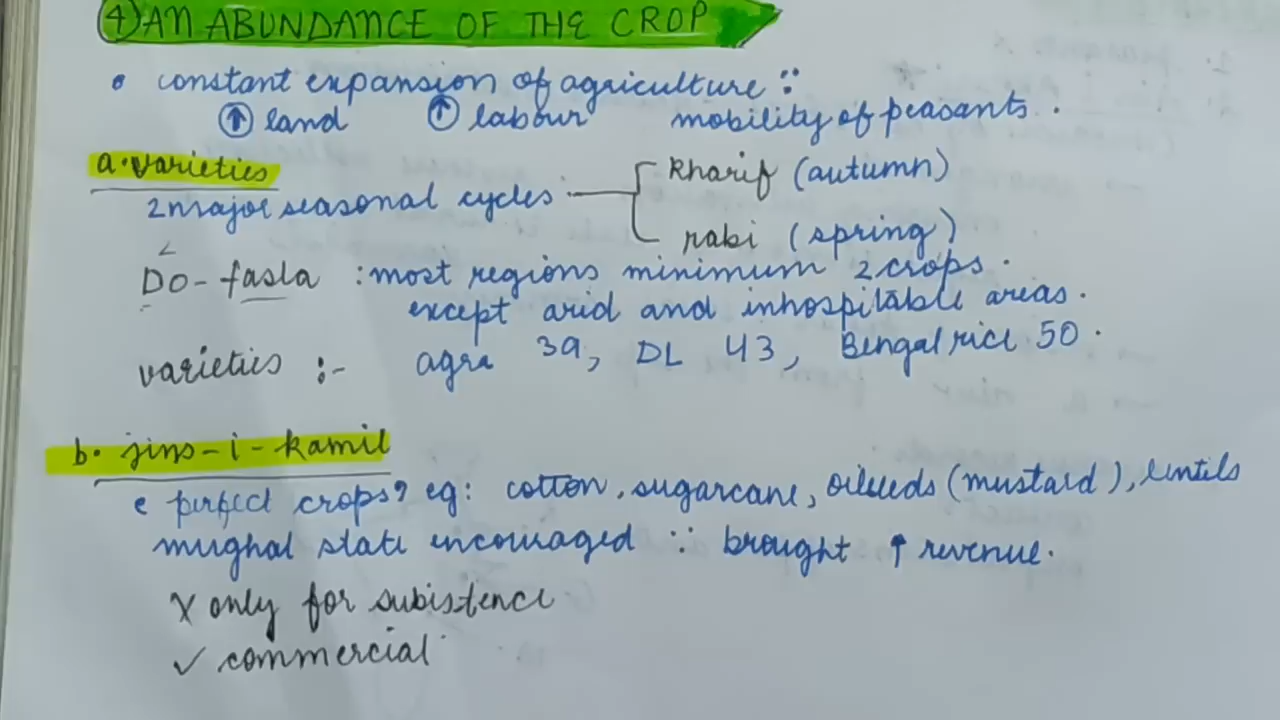 ④ AN ABUNDANCE OF THE CROP
• constant expansion of agriculture ∵
↑ land ↑ labour mobility of peasants.
a. varieties
2 major seasonal cycles — Kharif (autumn)
rabi (spring)
Do-fasla : most regions minimum 2 crops.
except arid and inhospitable areas.
varieties :- agra 39, DL 43, Bengal rice 50.
b. jins-i-kamil
e perfect crops? eg: cotton, sugarcane, oilseeds (mustard), lentils
mughal state encouraged ∵ brought ↑ revenue.
X only for subistence
✓ commercial